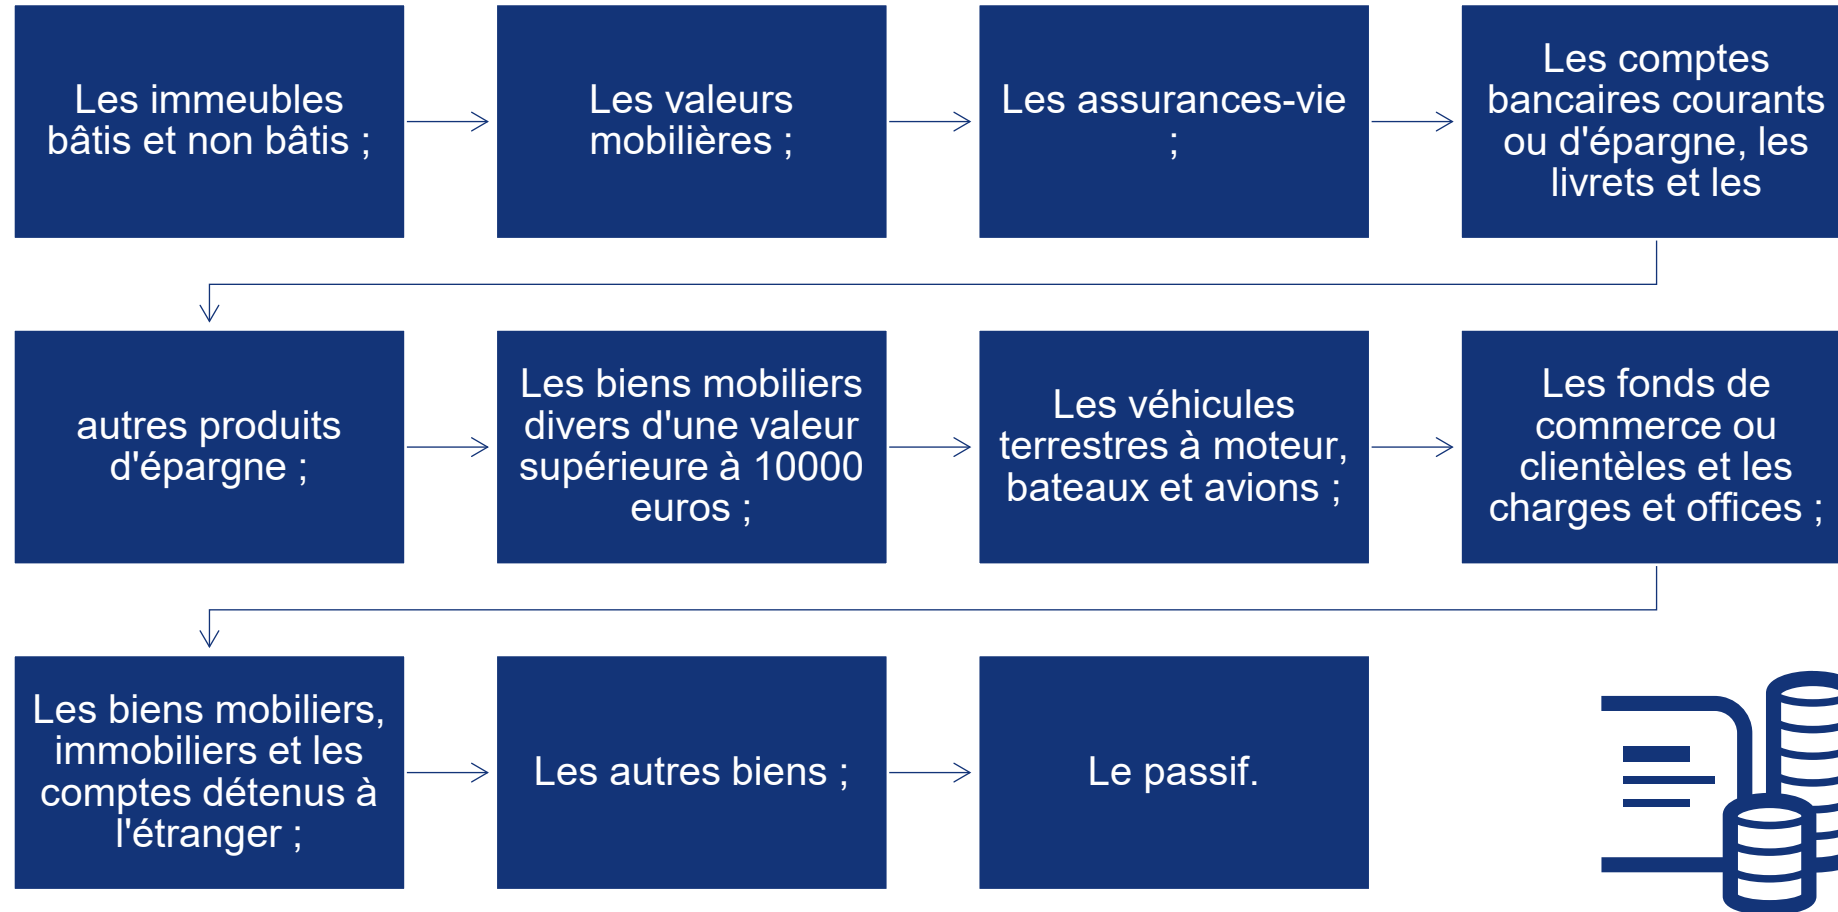 Les immeubles
bâtis et non bâtis ;
Les valeurs
mobilières ;
Les assurances-vie
;
Les comptes
bancaires courants
ou d'épargne, les
livrets et les
autres produits
d'épargne ;
Les biens mobiliers
divers d'une valeur
supérieure à 10000
euros ;
Les véhicules
terrestres à moteur,
bateaux et avions ;
Les fonds de
commerce ou
clientèles et les
charges et offices ;
Les biens mobiliers,
immobiliers et les
comptes détenus à
l'étranger ;
Les autres biens ;
Le passif.